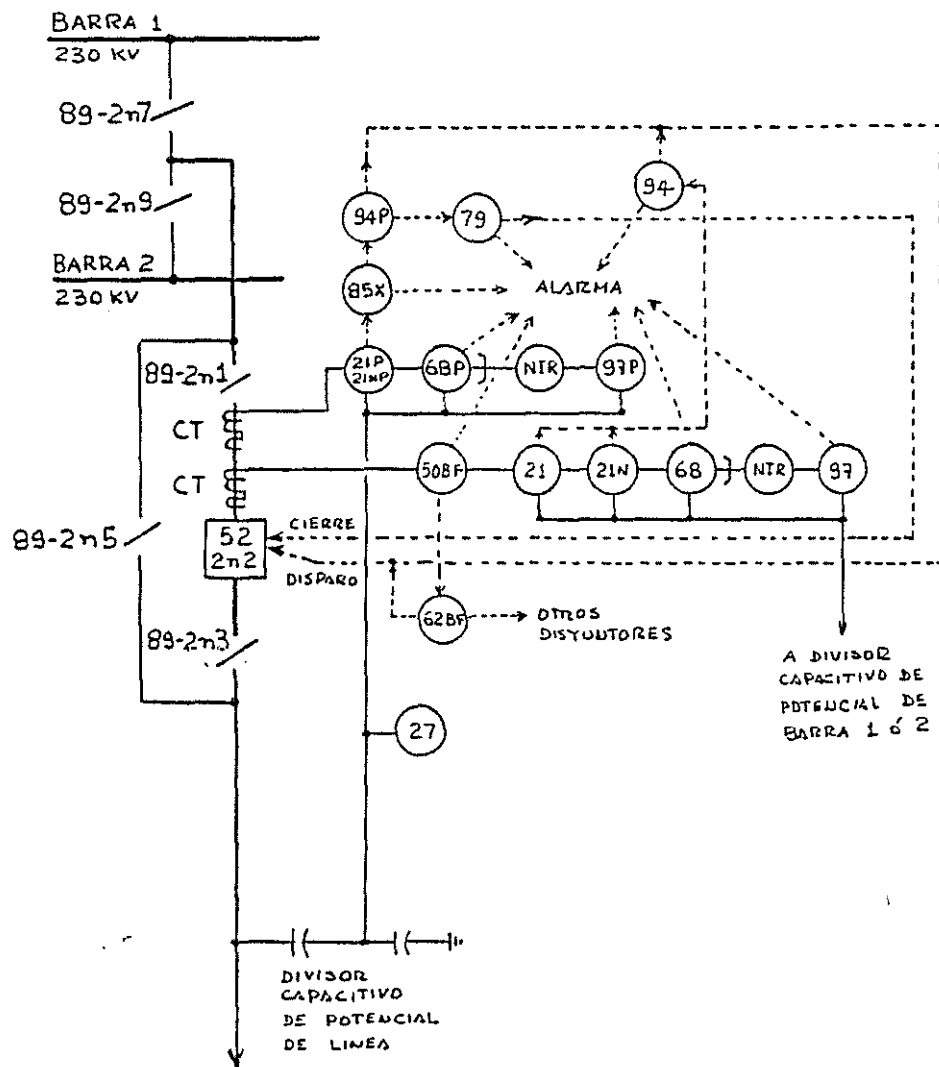 BARRA 1
230 KV
89-2n7
89-2n9
BARRA 2
230 KV
94
94P
79
85X
ALARMA
89-2n1
21P
21NP
68P
NTR
97P
CT
CT
50BF
21
21N
68
NTR
97
89-2n5
52
2n2
CIERRE
DISPARO
62BF
OTROS
DISYUNTORES
89-2n3
A DIVISOR
CAPACITIVO DE
POTENCIAL DE
BARRA 1 ó 2
27
DIVISOR
CAPACITIVO
DE POTENCIAL
DE LINEA